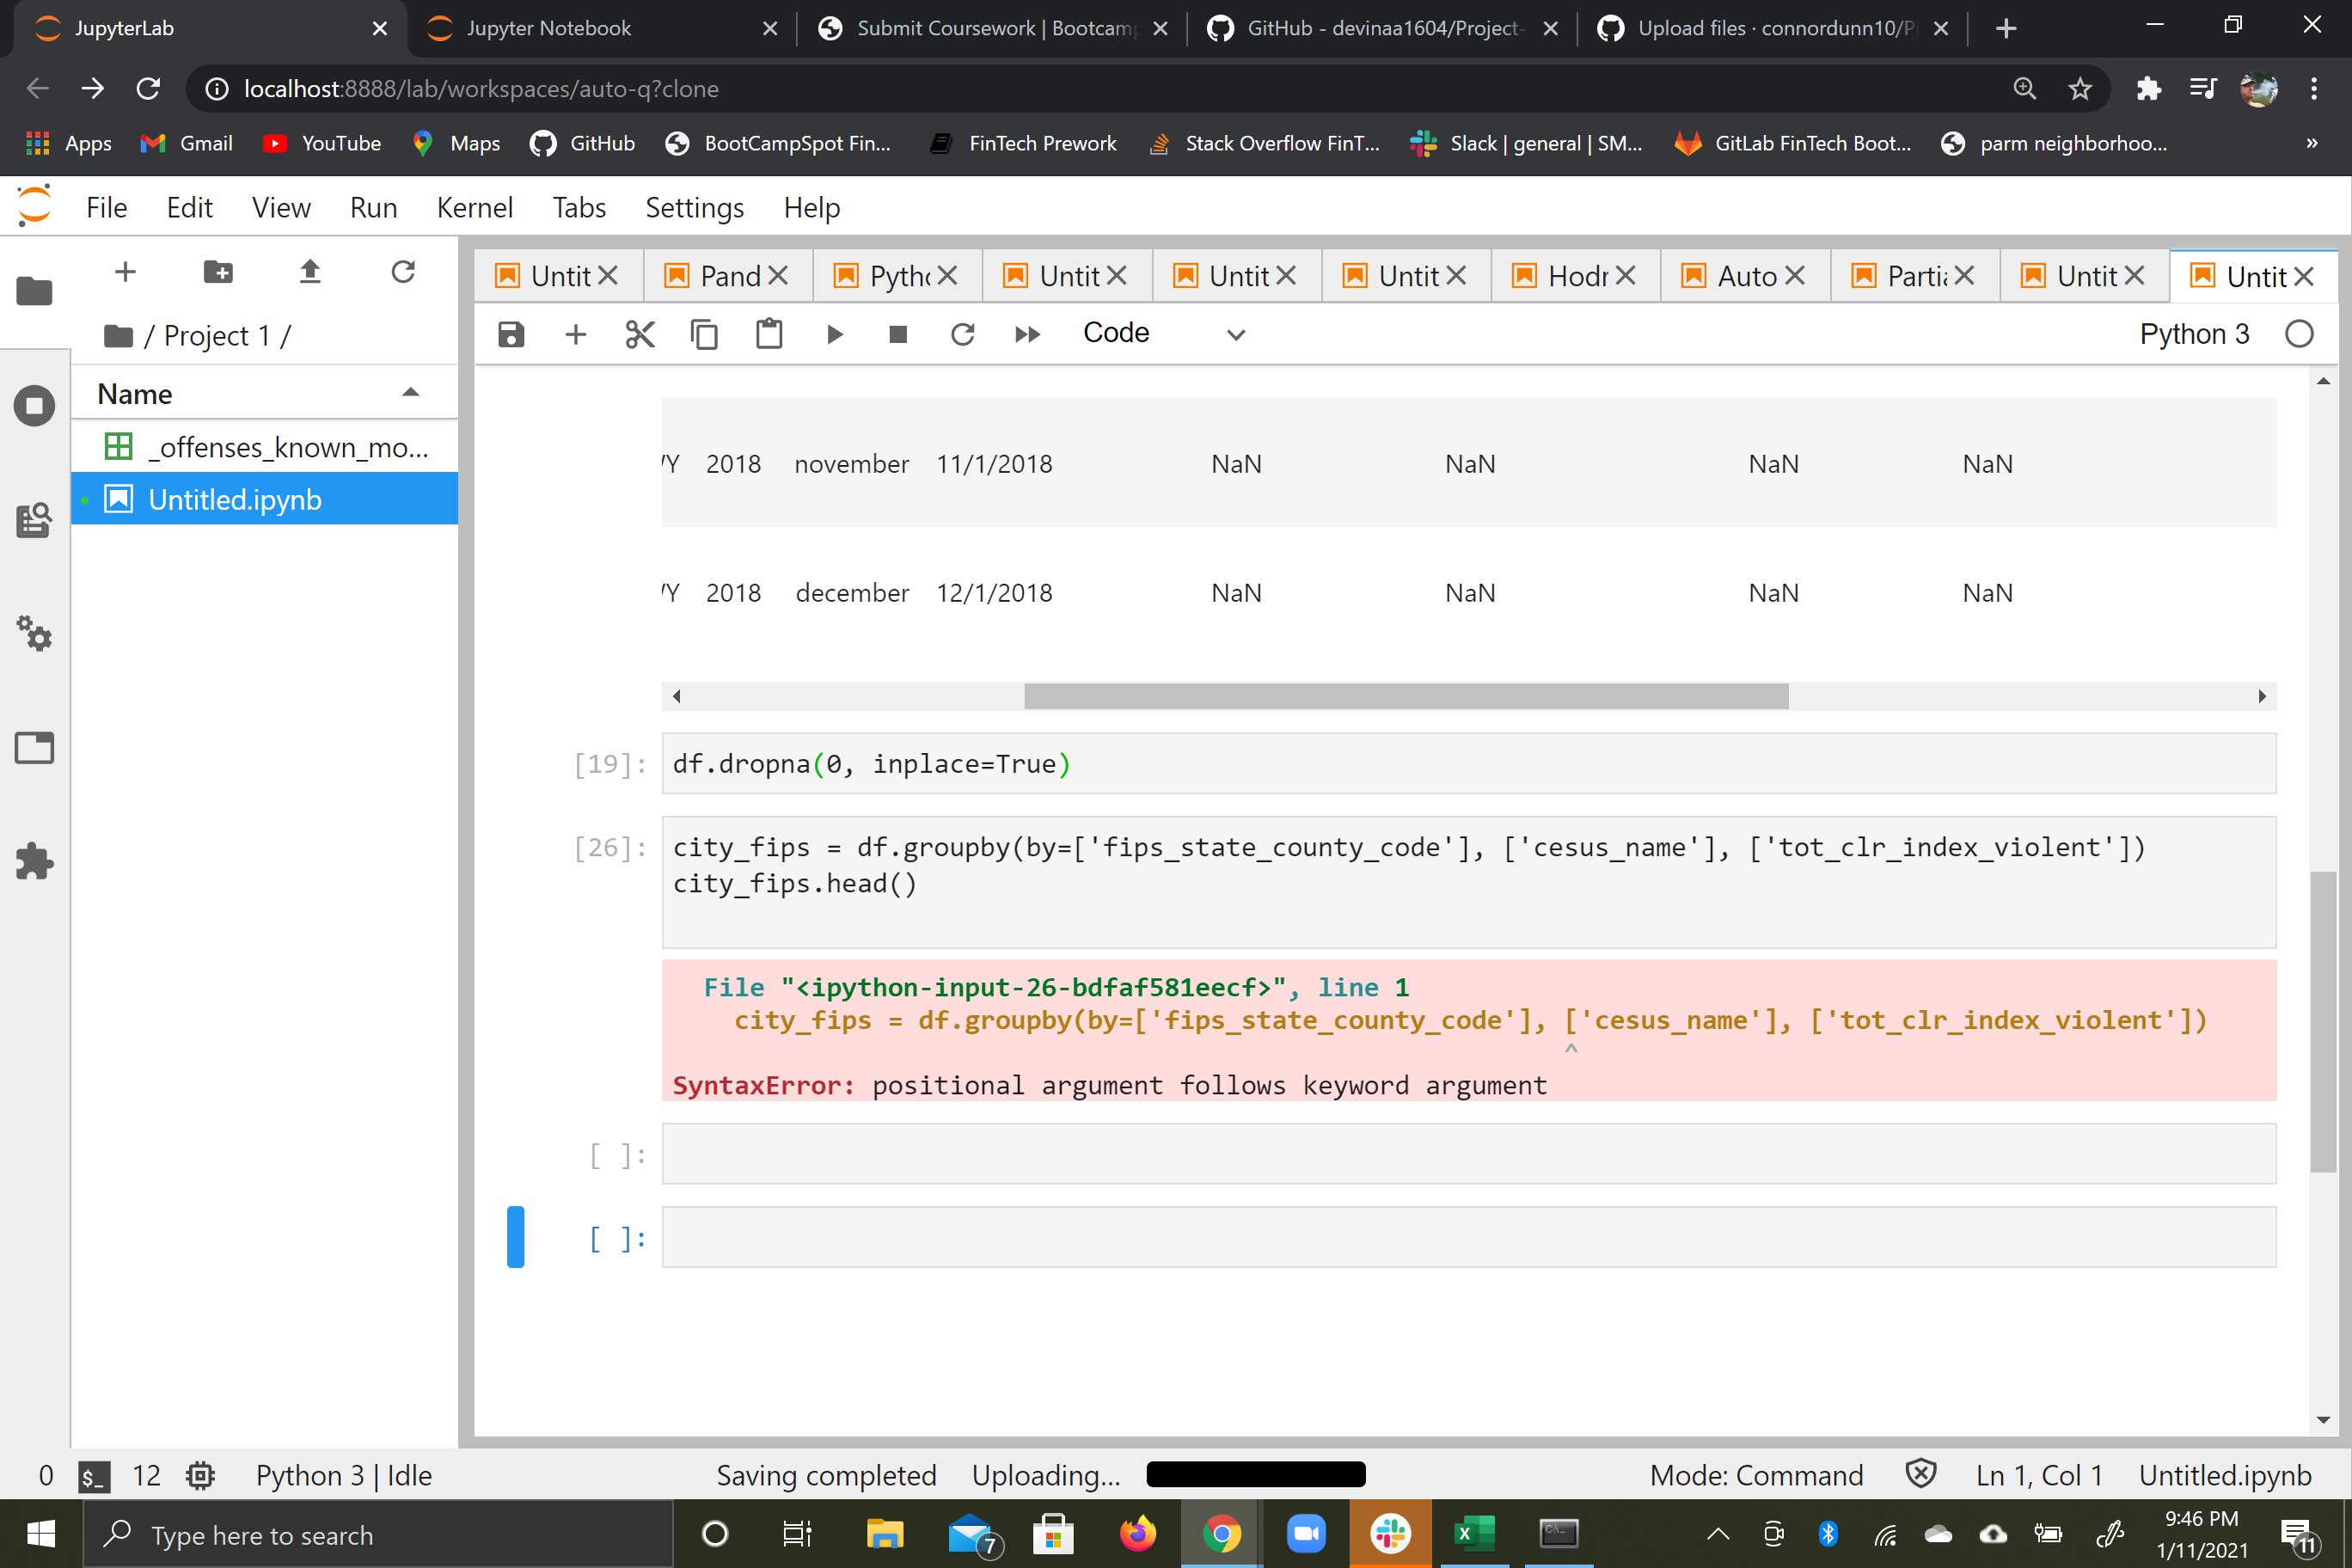 JupyterLab
Jupyter Notebook
Submit Coursework | Bootcamp
GitHub - devinaa1604/Project-
Upload files · connordunn10/P
localhost:8888/lab/workspaces/auto-q?clone
Apps
Gmail
YouTube
Maps
GitHub
BootCampSpot Fin...
FinTech Prework
Stack Overflow FinT...
Slack | general | SM...
GitLab FinTech Boot...
parm neighborhoo...
»
File Edit View Run Kernel Tabs Settings Help
/ Project 1 /
Name
_offenses_known_mo...
Untitled.ipynb
Untit
Pand
Pytho
Untit
Untit
Untit
Hodr
Auto
Partia
Untit
Untit
Code
Python 3
/Y 2018 november 11/1/2018 NaN NaN NaN NaN
/Y 2018 december 12/1/2018 NaN NaN NaN NaN
[19]: df.dropna(0, inplace=True)
[26]: city_fips = df.groupby(by=['fips_state_county_code'], ['cesus_name'], ['tot_clr_index_violent'])
city_fips.head()
File "<ipython-input-26-bdfaf581eecf>", line 1
city_fips = df.groupby(by=['fips_state_county_code'], ['cesus_name'], ['tot_clr_index_violent'])
^
SyntaxError: positional argument follows keyword argument
[ ]:
[ ]:
0 $_ 12 Python 3 | Idle Saving completed Uploading... Mode: Command Ln 1, Col 1 Untitled.ipynb
Type here to search
7
9:46 PM
1/11/2021
11